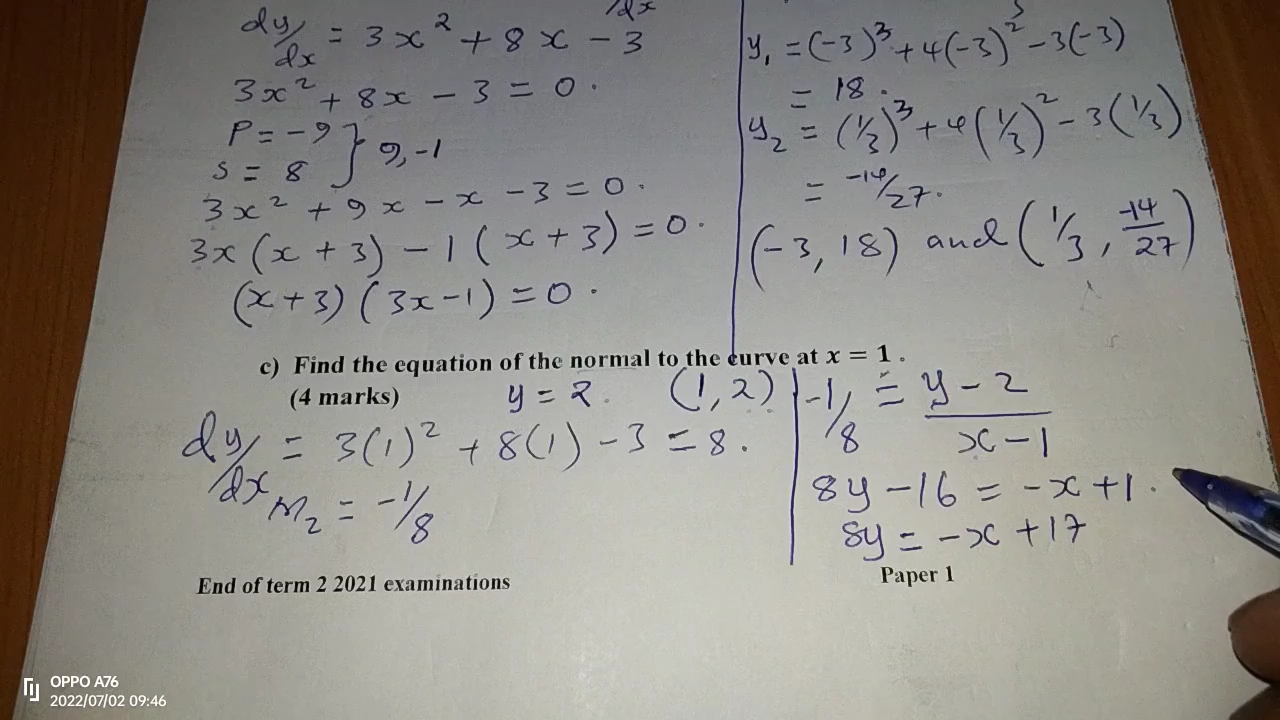 dy/dx = 3x² + 8x - 3
3x² + 8x - 3 = 0.
P = -9 } 9, -1
S = 8
3x² + 9x - x - 3 = 0.
3x(x + 3) - 1(x + 3) = 0.
(x + 3)(3x - 1) = 0.
/dx
y₁ = (-3)³ + 4(-3)² - 3(-3)
= 18.
y₂ = (1/3)³ + 4(1/3)² - 3(1/3)
= -14/27.
(-3, 18) and (1/3, -14/27)
c) Find the equation of the normal to the curve at x = 1.
(4 marks) y = 2. (1, 2)
dy/dx = 3(1)² + 8(1) - 3 = 8.
M₂ = -1/8
-1/8 = y - 2 / x - 1
8y - 16 = -x + 1.
8y = -x + 17
End of term 2 2021 examinations
Paper 1
OPPO A76
2022/07/02 09:46